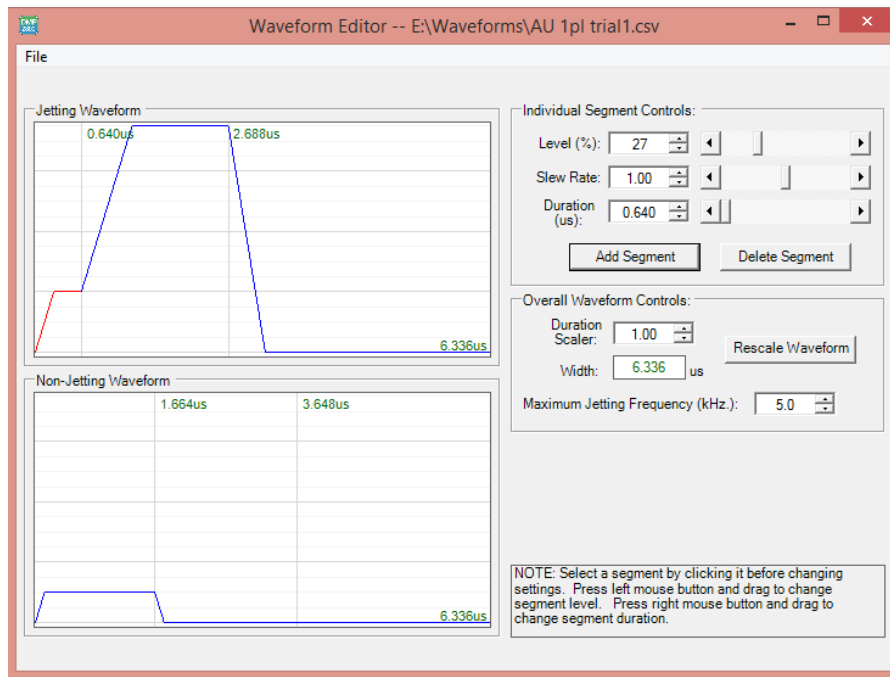 Waveform Editor -- E:\Waveforms\AU 1pl trial1.csv
File
Jetting Waveform
0.640us
2.688us
6.336us
Non-Jetting Waveform
1.664us
3.648us
6.336us
Individual Segment Controls:
Level (%): 27
Slew Rate: 1.00
Duration
(us): 0.640
Add Segment
Delete Segment
Overall Waveform Controls:
Duration
Scaler: 1.00
Rescale Waveform
Width: 6.336 us
Maximum Jetting Frequency (kHz.): 5.0
NOTE: Select a segment by clicking it before changing
settings. Press left mouse button and drag to change
segment level. Press right mouse button and drag to
change segment duration.